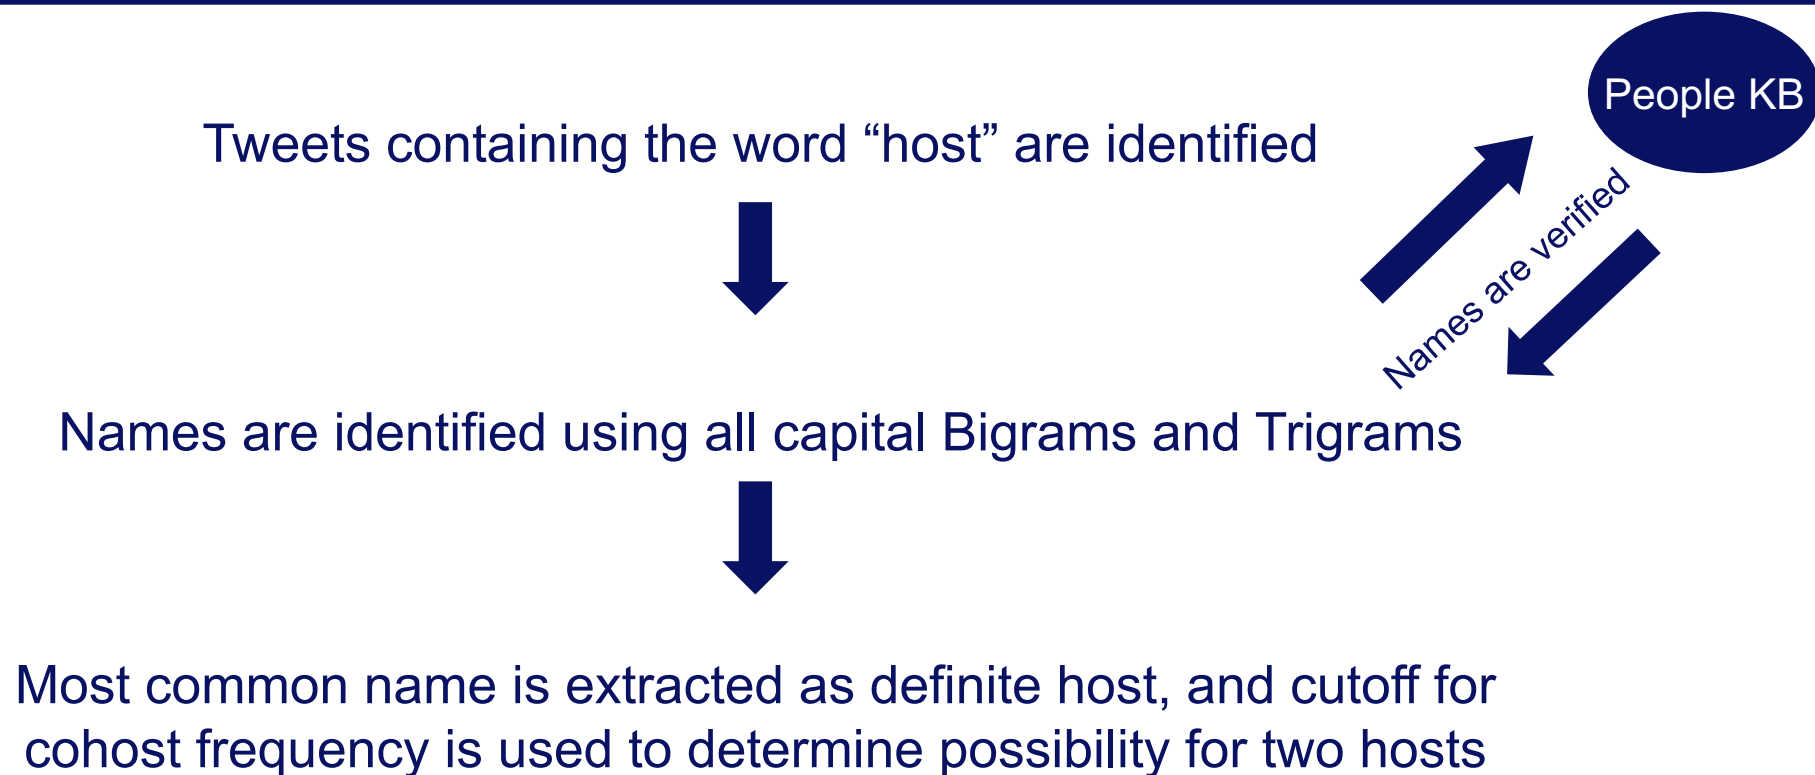 People KB
Tweets containing the word “host” are identified
Names are verified
Names are identified using all capital Bigrams and Trigrams
Most common name is extracted as definite host, and cutoff for
cohost frequency is used to determine possibility for two hosts